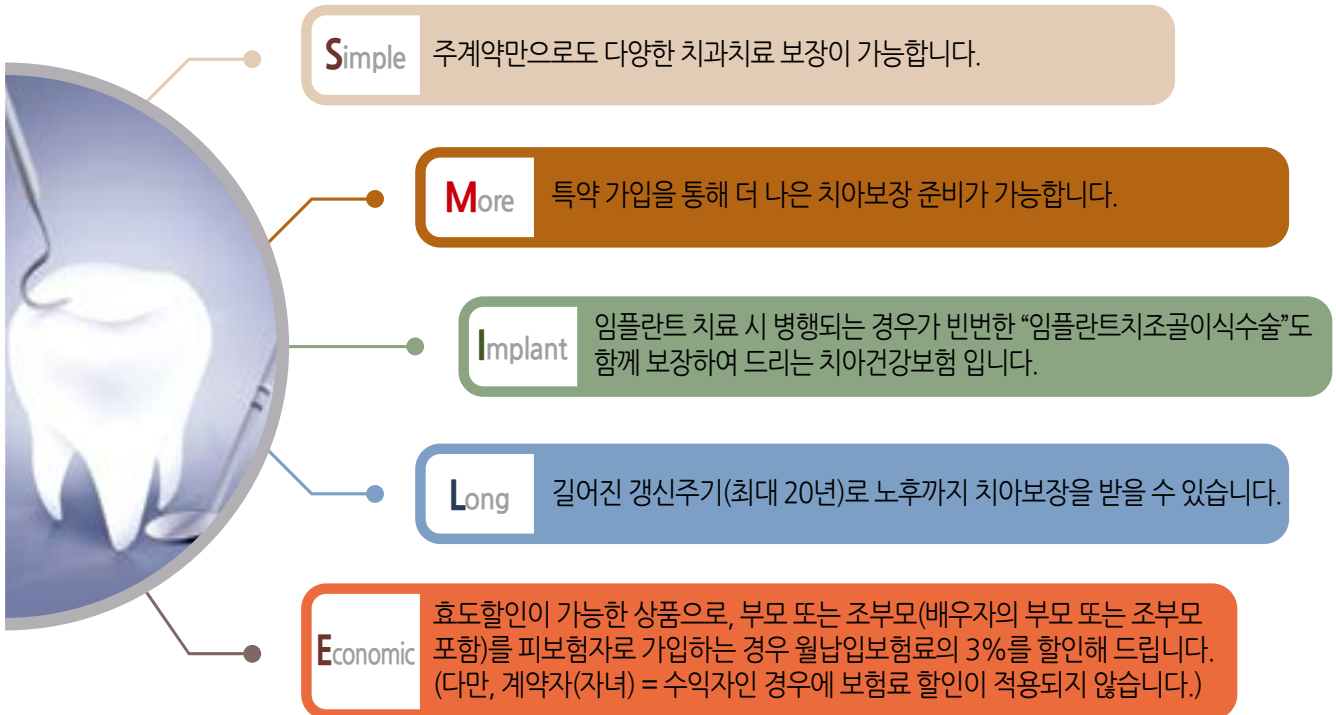 Simple 주계약만으로도 다양한 치과치료 보장이 가능합니다.
More 특약 가입을 통해 더 나은 치아보장 준비가 가능합니다.
Implant 임플란트 치료 시 병행되는 경우가 빈번한 “임플란트치조골이식수술”도
함께 보장하여 드리는 치아건강보험 입니다.
Long 길어진 갱신주기(최대 20년)로 노후까지 치아보장을 받을 수 있습니다.
Economic 효도할인이 가능한 상품으로, 부모 또는 조부모(배우자의 부모 또는 조부모
포함)를 피보험자로 가입하는 경우 월납입보험료의 3%를 할인해 드립니다.
(다만, 계약자(자녀) = 수익자인 경우에 보험료 할인이 적용되지 않습니다.)